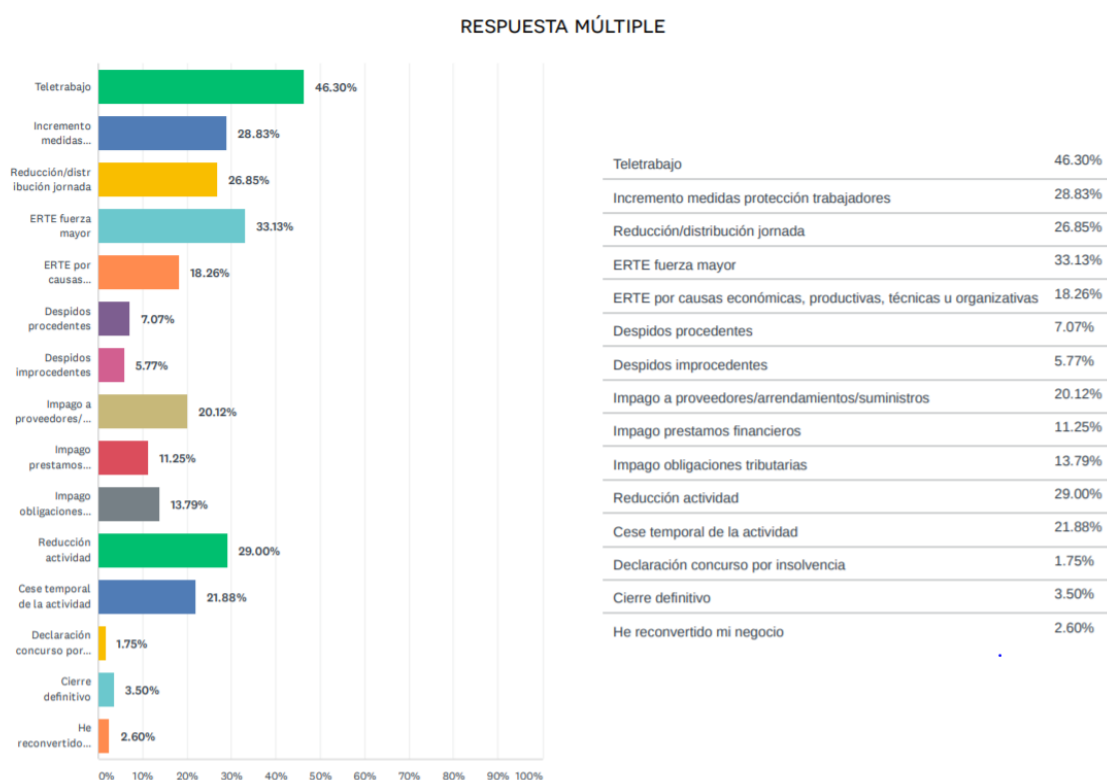 RESPUESTA MÚLTIPLE
Teletrabajo
46.30%
Incremento
medidas...
28.83%
Reducción/distr
ibución jornada
26.85%
ERTE fuerza
mayor
33.13%
ERTE por
causas...
18.26%
Despidos
procedentes
7.07%
Despidos
improcedentes
5.77%
Impago a
proveedores/...
20.12%
Impago
prestamos...
11.25%
Impago
obligaciones...
13.79%
Reducción
actividad
29.00%
Cese temporal
de la actividad
21.88%
Declaración
concurso por...
1.75%
Cierre
definitivo
3.50%
He
reconvertido...
2.60%
0% 10% 20% 30% 40% 50% 60% 70% 80% 90% 100%
Teletrabajo 46.30%
Incremento medidas protección trabajadores 28.83%
Reducción/distribución jornada 26.85%
ERTE fuerza mayor 33.13%
ERTE por causas económicas, productivas, técnicas u organizativas 18.26%
Despidos procedentes 7.07%
Despidos improcedentes 5.77%
Impago a proveedores/arrendamientos/suministros 20.12%
Impago prestamos financieros 11.25%
Impago obligaciones tributarias 13.79%
Reducción actividad 29.00%
Cese temporal de la actividad 21.88%
Declaración concurso por insolvencia 1.75%
Cierre definitivo 3.50%
He reconvertido mi negocio 2.60%